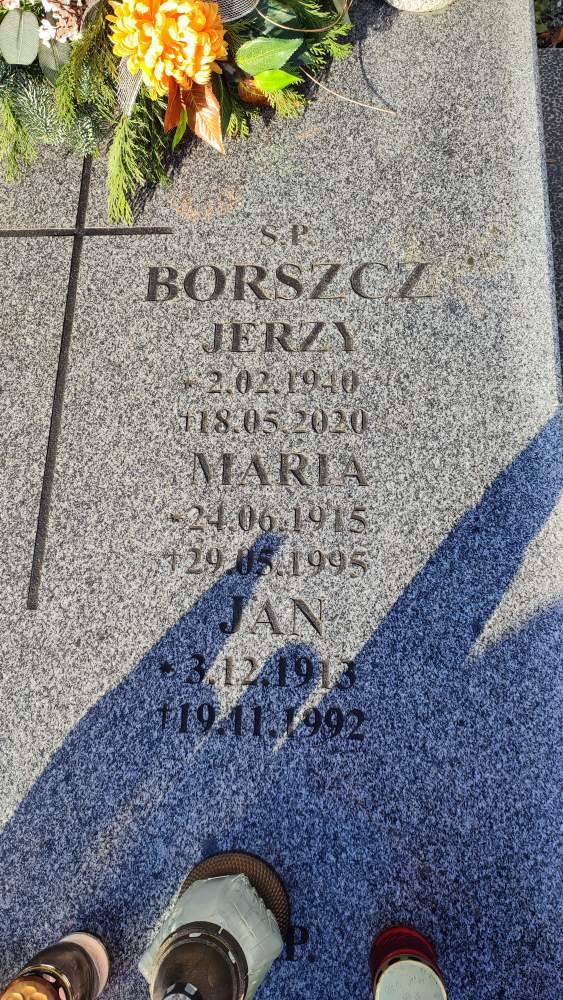 S.P.
BORSZCZ
JERZY
* 2.02.1940
†18.05.2020
MARIA
*24.06.1915
†29.05.1995
JAN
* 3.12.1913
†19.11.1992
P.